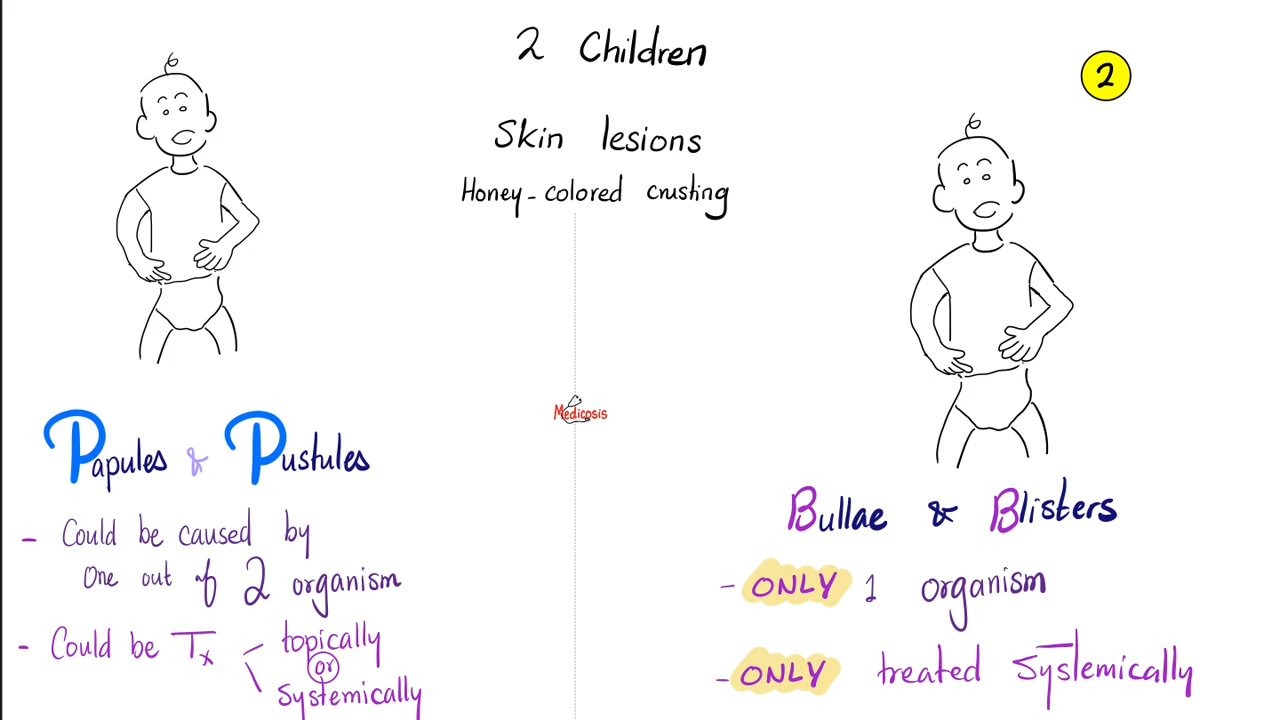 2 Children
2
Skin lesions
Honey-colored crusting
Medicosis
Papules & Pustules
- Could be caused by
One out of 2 organism
- Could be Tx topically
or
systemically
Bullae & Blisters
- ONLY 1 organism
- ONLY treated Systemically